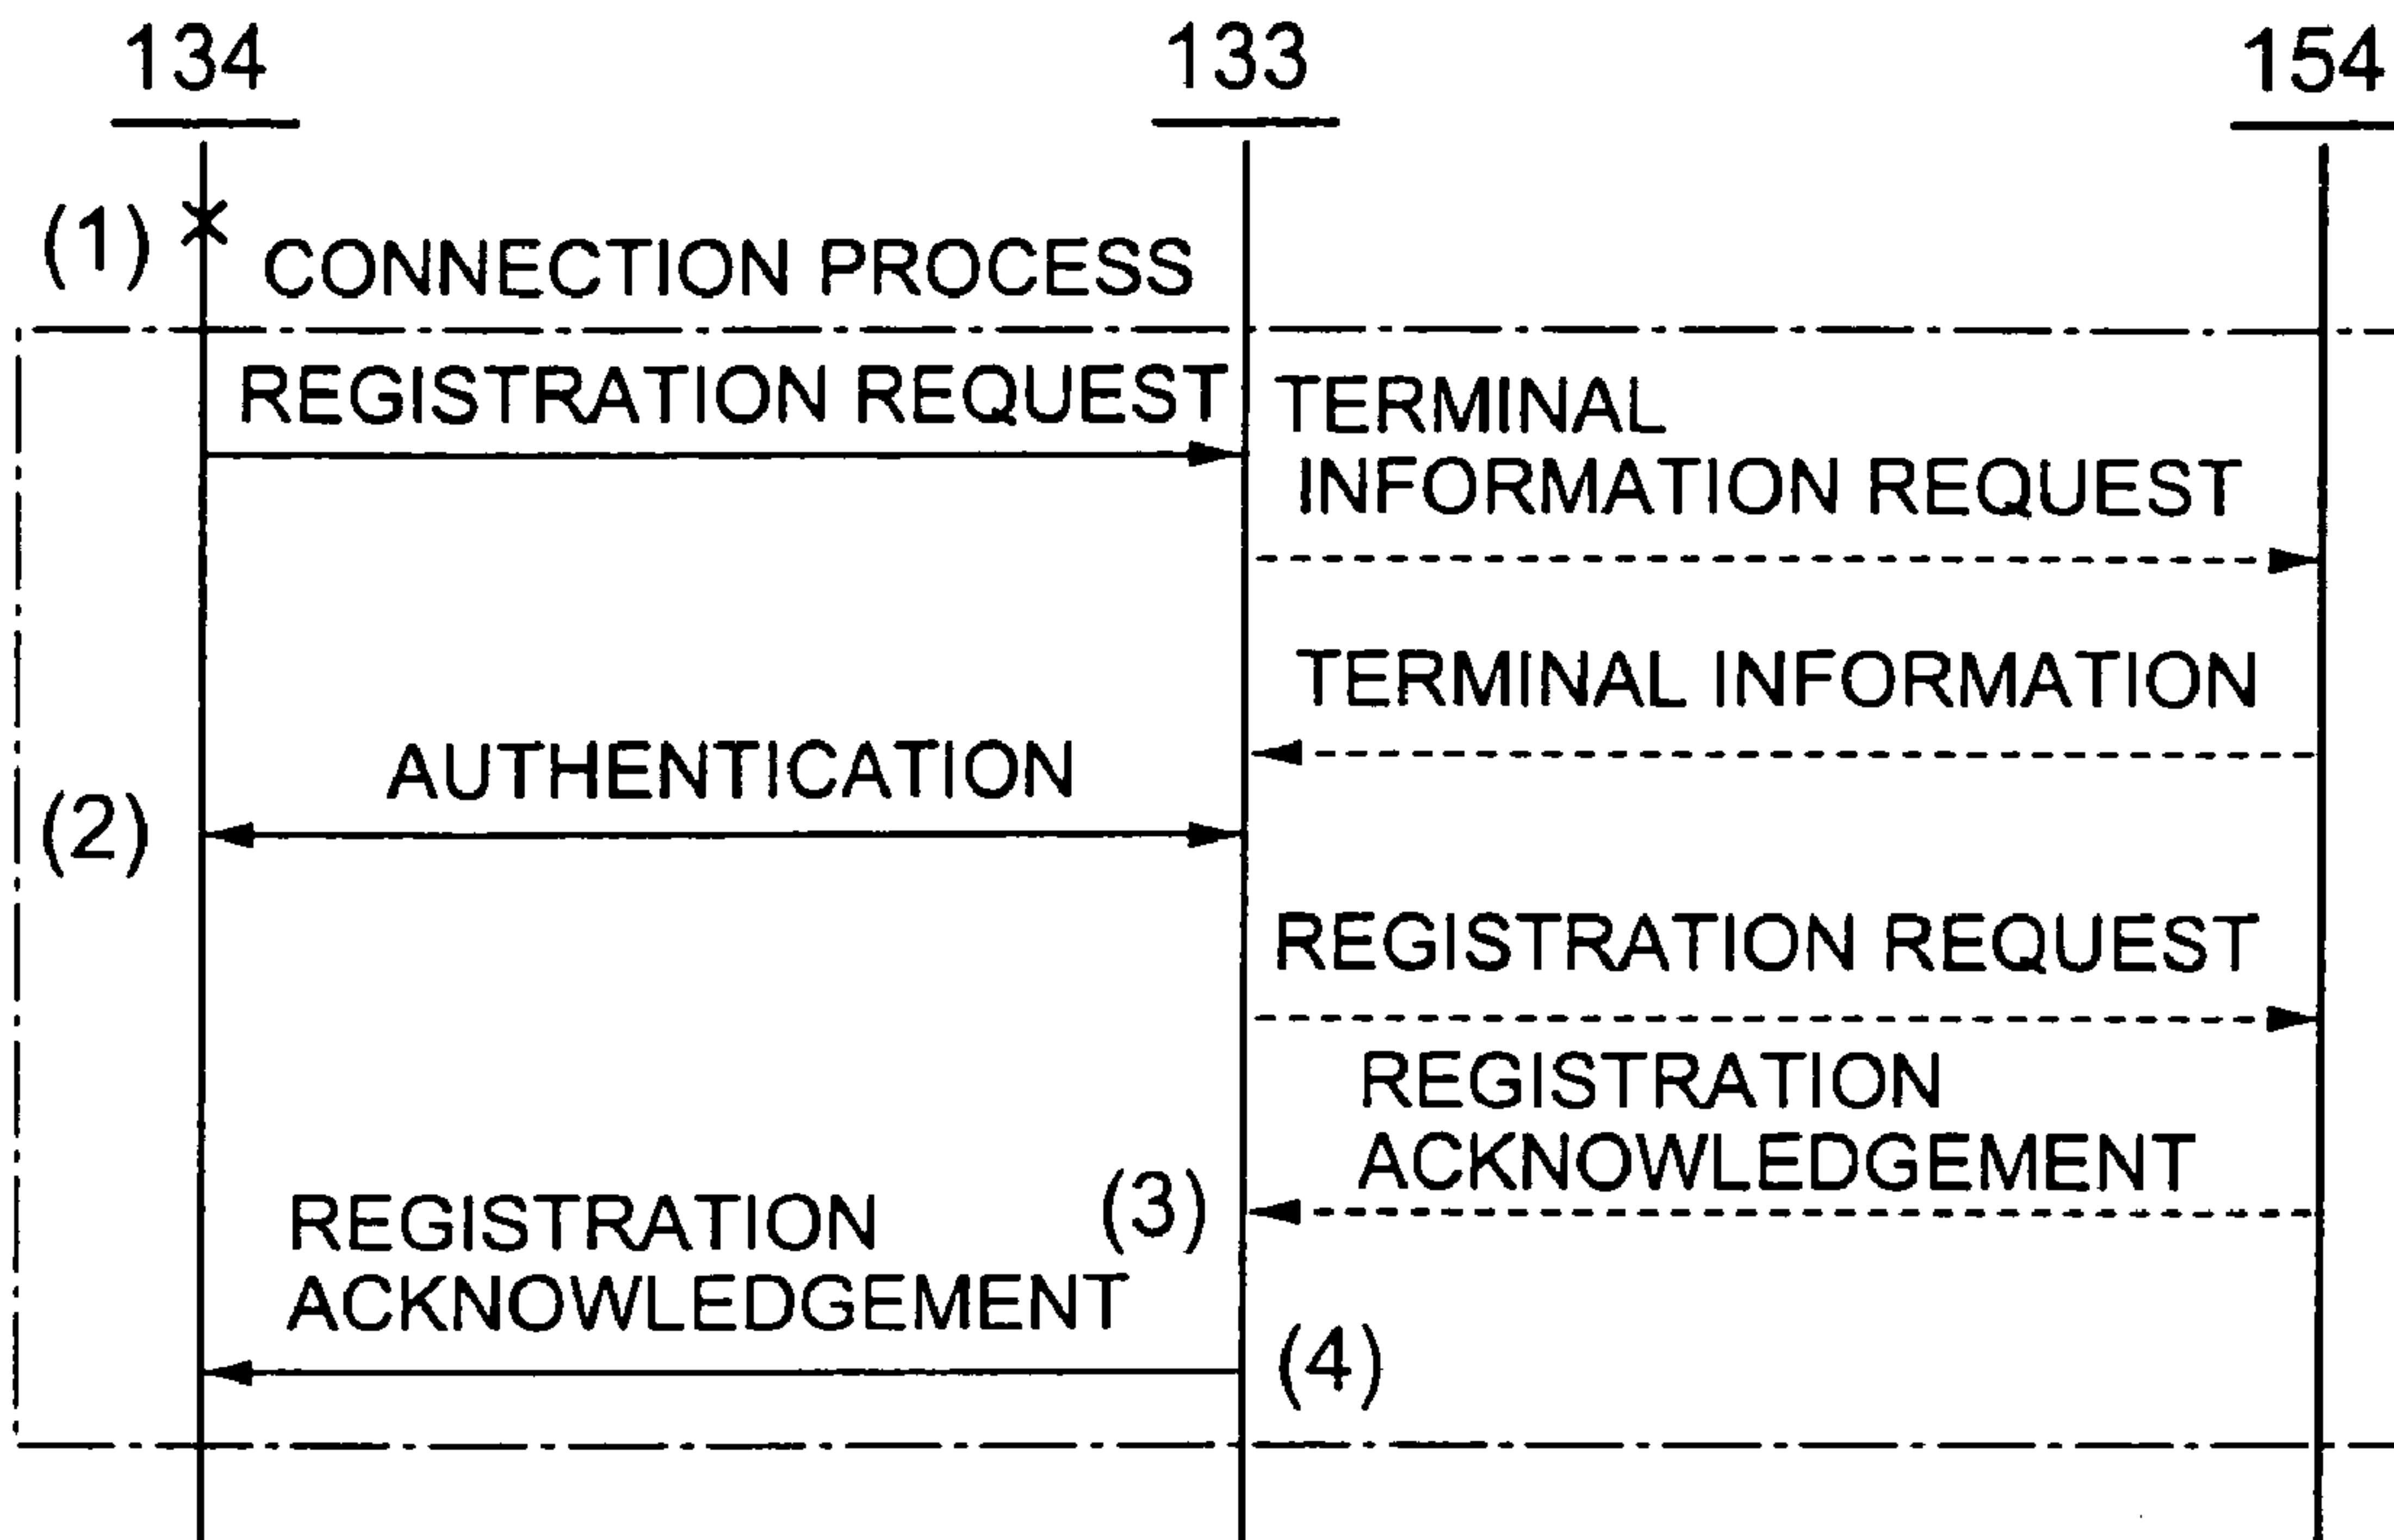 134
133
154
(1)
CONNECTION PROCESS
REGISTRATION REQUEST
TERMINAL
INFORMATION REQUEST
TERMINAL INFORMATION
AUTHENTICATION
(2)
REGISTRATION REQUEST
REGISTRATION
ACKNOWLEDGEMENT
(3)
REGISTRATION
ACKNOWLEDGEMENT
(4)